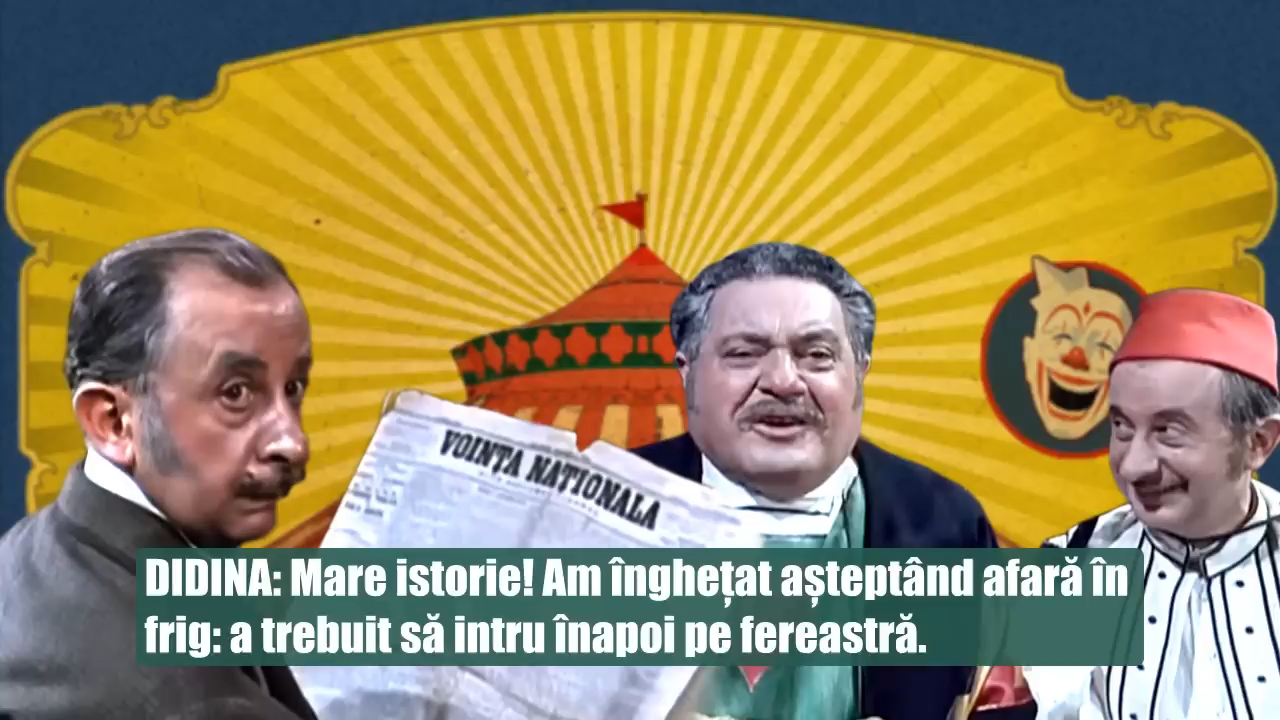 VOINȚA NAȚIONALA
DIDINA: Mare istorie! Am înghețat așteptând afară în
frig: a trebuit să intru înapoi pe fereastră.